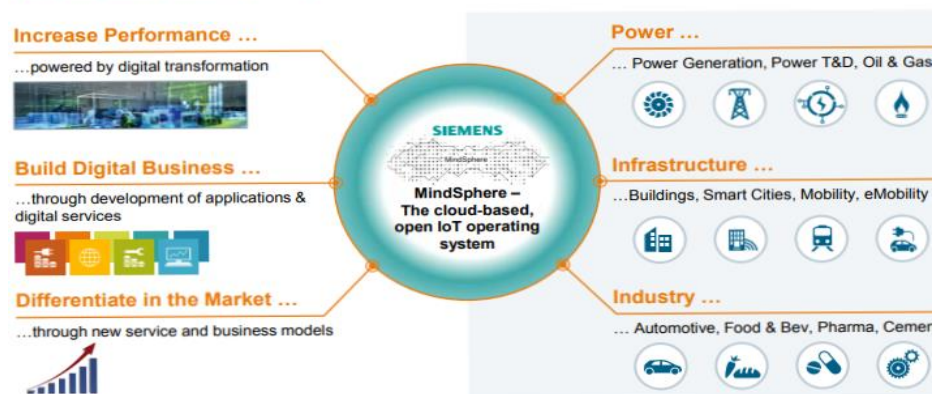 Increase Performance ...
...powered by digital transformation
Build Digital Business ...
...through development of applications &
digital services
Differentiate in the Market ...
...through new service and business models
SIEMENS
MindSphere
MindSphere –
The cloud-based,
open IoT operating
system
Power ...
... Power Generation, Power T&D, Oil & Gas
Infrastructure ...
...Buildings, Smart Cities, Mobility, eMobility
Industry ...
... Automotive, Food & Bev, Pharma,